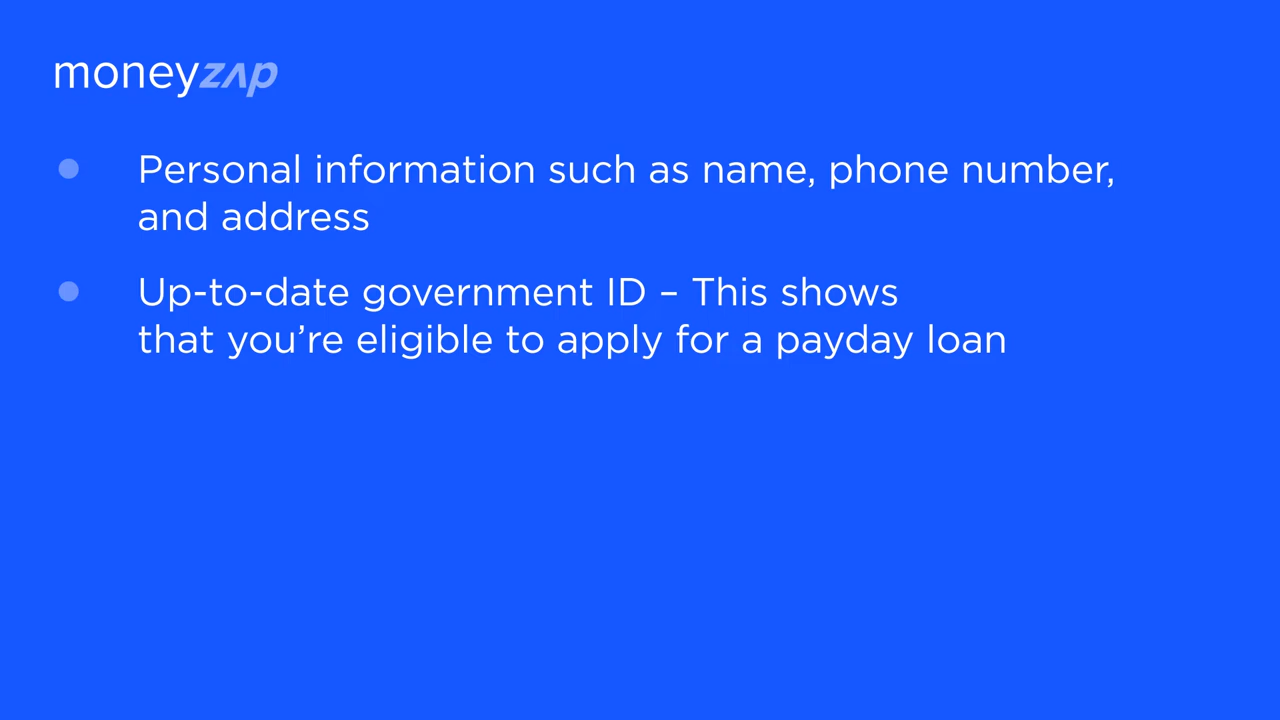 moneyzap
Personal information such as name, phone number,
and address
Up-to-date government ID – This shows
that you’re eligible to apply for a payday loan